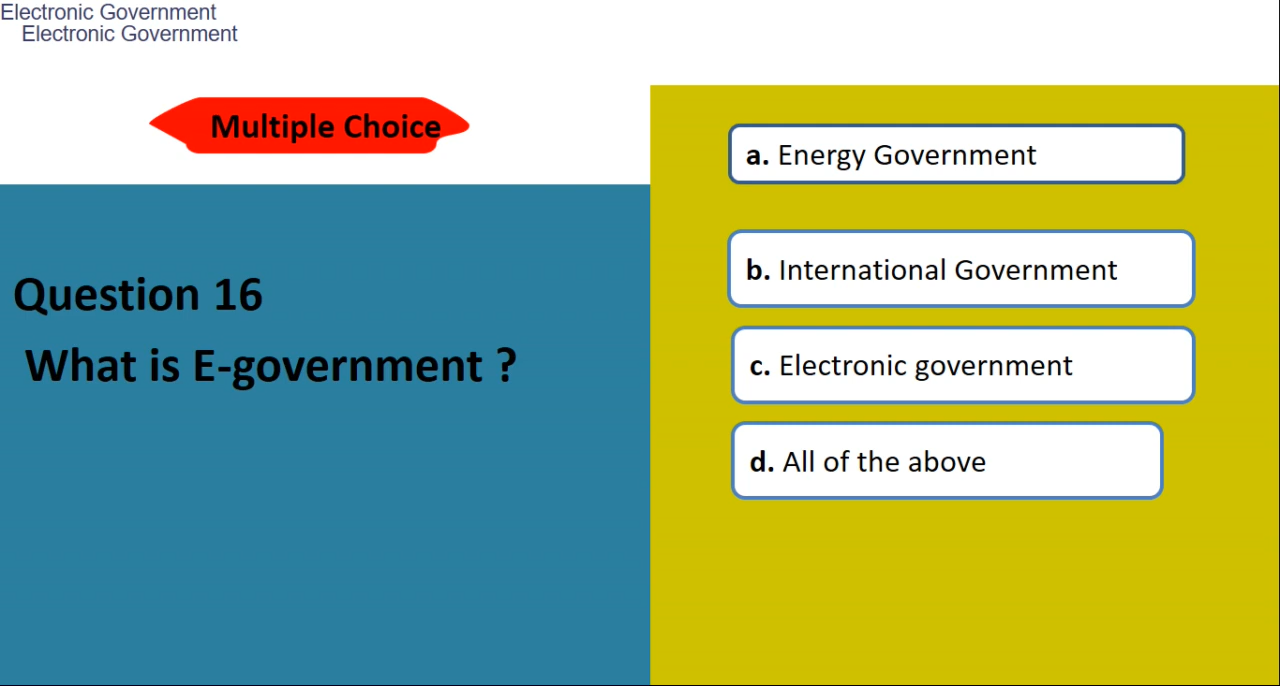 Electronic Government
Electronic Government
Multiple Choice
Question 16
What is E-government ?
a. Energy Government
b. International Government
c. Electronic government
d. All of the above